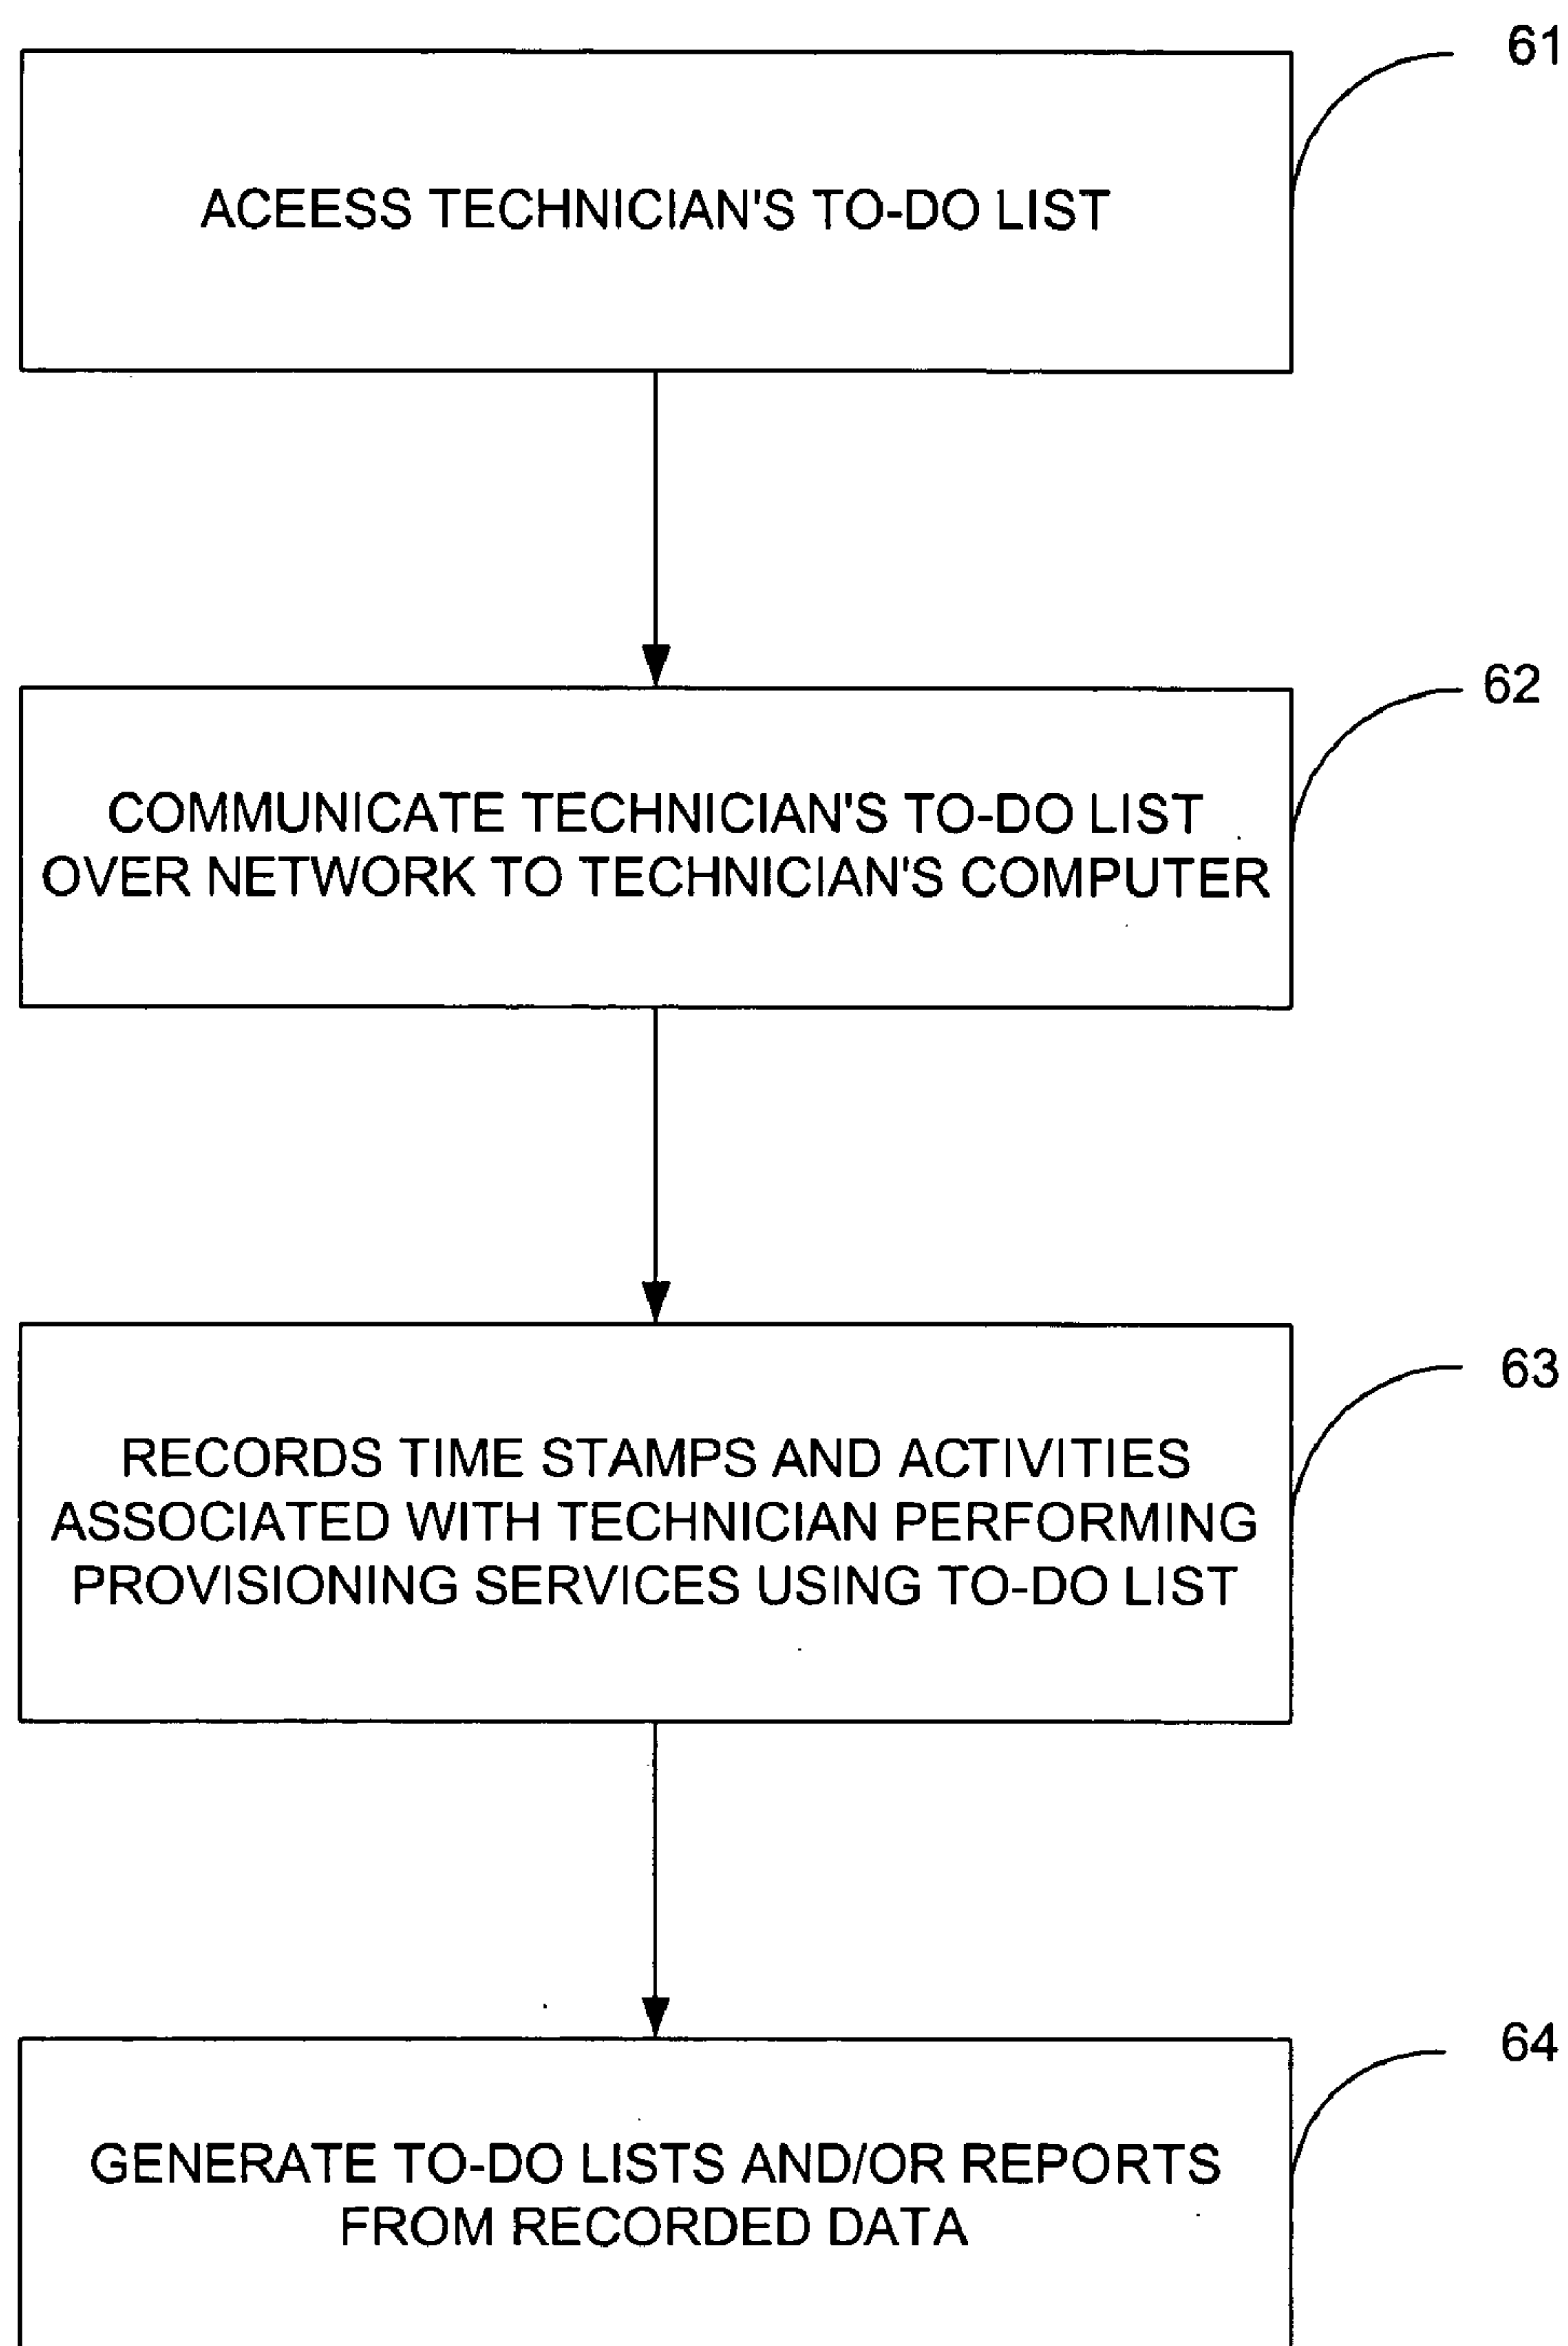 61
ACEESS TECHNICIAN'S TO-DO LIST
62
COMMUNICATE TECHNICIAN'S TO-DO LIST
OVER NETWORK TO TECHNICIAN'S COMPUTER
63
RECORDS TIME STAMPS AND ACTIVITIES
ASSOCIATED WITH TECHNICIAN PERFORMING
PROVISIONING SERVICES USING TO-DO LIST
64
GENERATE TO-DO LISTS AND/OR REPORTS
FROM RECORDED DATA